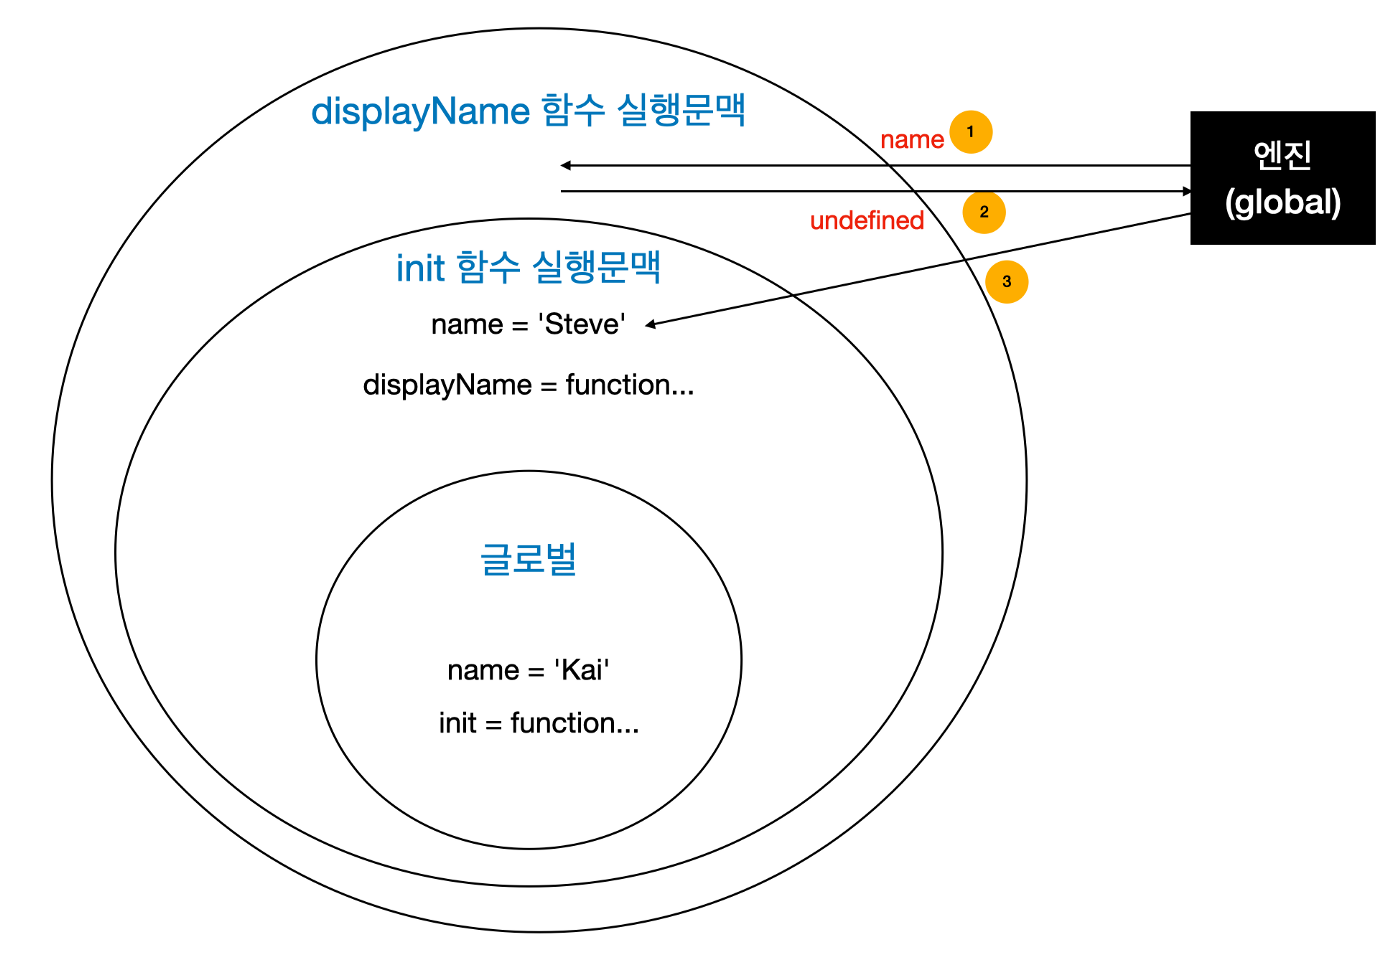 displayName 함수 실행문맥
name
1
엔진
(global)
undefined
2
init 함수 실행문맥
3
name = 'Steve'
displayName = function...
글로벌
name = 'Kai'
init = function...